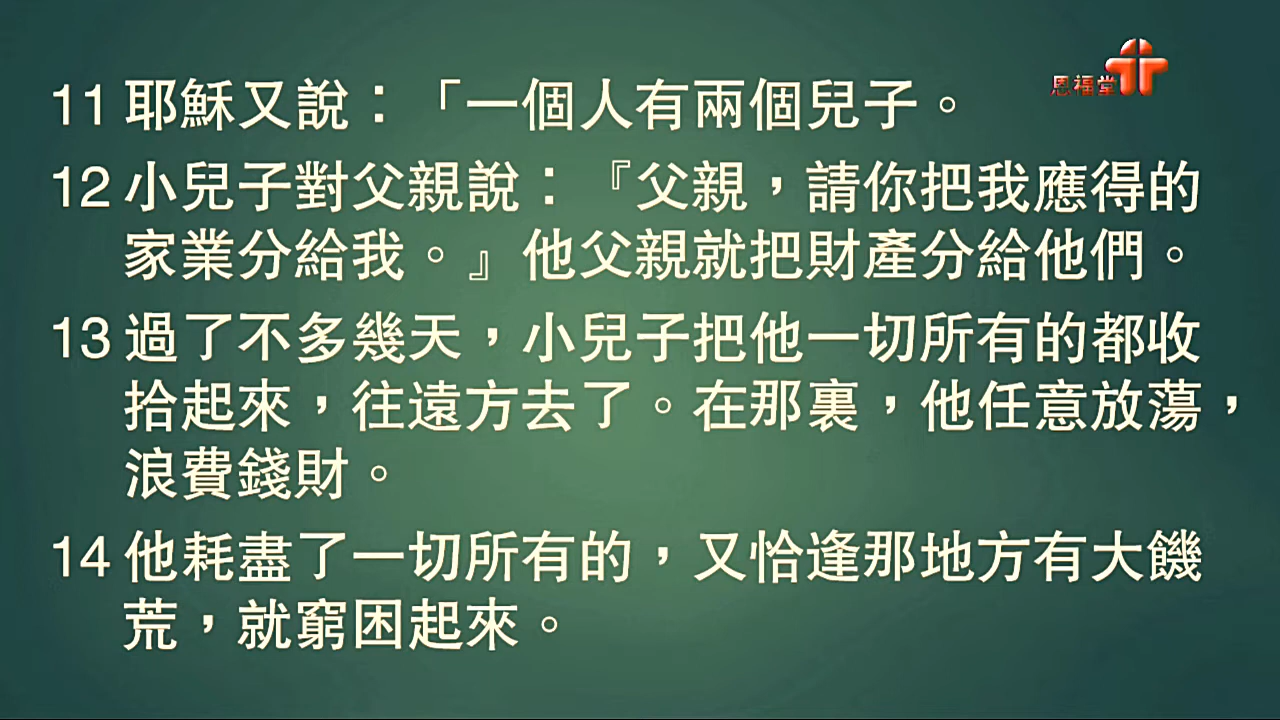 恩福堂
11 耶穌又說：「一個人有兩個兒子。
12 小兒子對父親說：『父親，請你把我應得的
家業分給我。』他父親就把財產分給他們。
13 過了不多幾天，小兒子把他一切所有的都收
拾起來，往遠方去了。在那裏，他任意放蕩，
浪費錢財。
14 他耗盡了一切所有的，又恰逢那地方有大饑
荒，就窮困起來。